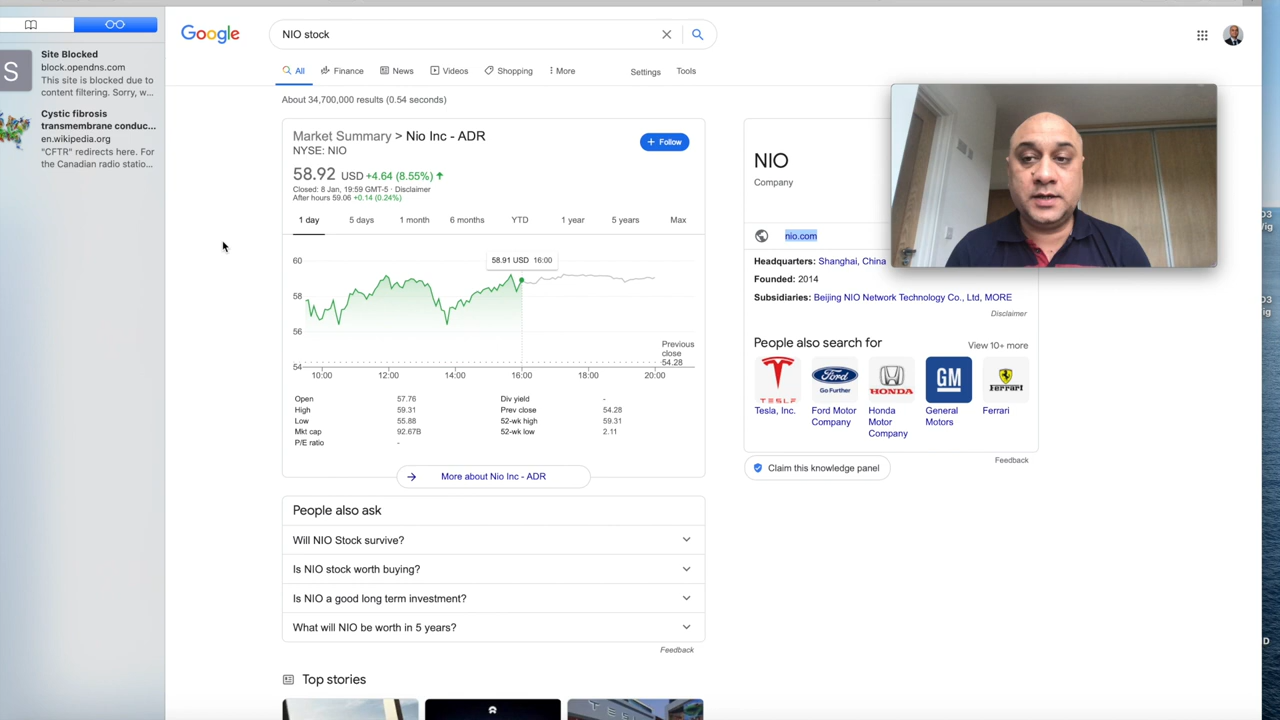 Site Blocked
block.opendns.com
This site is blocked due to
content filtering. Sorry, w...
S
Cystic fibrosis
transmembrane conduc...
en.wikipedia.org
"CFTR" redirects here. For
the Canadian radio statio...
Google
NIO stock
All
Finance
News
Videos
Shopping
More
Settings
Tools
About 34,700,000 results (0.54 seconds)
Market Summary > Nio Inc - ADR
NYSE: NIO
+ Follow
58.92 USD +4.64 (8.55%) ↑
Closed: 8 Jan, 19:59 GMT-5 · Disclaimer
After hours 59.06 +0.14 (0.24%)
1 day 5 days 1 month 6 months YTD 1 year 5 years Max
58.91 USD 16:00
60
58
56
54
Previous
close
54.28
10:00 12:00 14:00 16:00 18:00 20:00
Open 57.76 Div yield -
High 59.31 Prev close 54.28
Low 55.88 52-wk high 59.31
Mkt cap 92.67B 52-wk low 2.11
P/E ratio -
More about Nio Inc - ADR
People also ask
Will NIO Stock survive?
Is NIO stock worth buying?
Is NIO a good long term investment?
What will NIO be worth in 5 years?
Feedback
Top stories
NIO
Company
nio.com
Headquarters: Shanghai, China
Founded: 2014
Subsidiaries: Beijing NIO Network Technology Co., Ltd, MORE
Disclaimer
People also search for
View 10+ more
TESLA
Ford
Go Further
HONDA
GM
Ferrari
Tesla, Inc.
Ford Motor
Company
Honda
Motor
Company
General
Motors
Ferrari
Feedback
Claim this knowledge panel